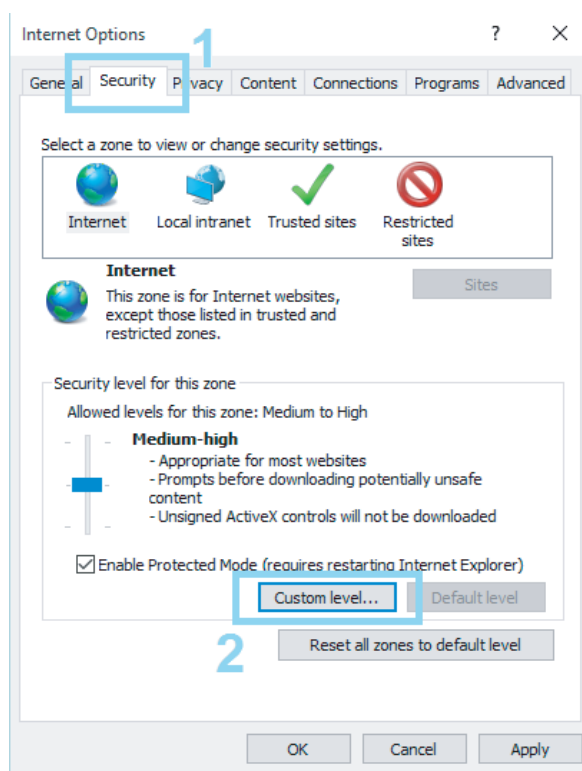 Internet Options ? ×
1
General Security Privacy Content Connections Programs Advanced
Select a zone to view or change security settings.
Internet Local intranet Trusted sites Restricted
sites
Internet
This zone is for Internet websites,
except those listed in trusted and
restricted zones.
Sites
Security level for this zone
Allowed levels for this zone: Medium to High
Medium-high
- Appropriate for most websites
- Prompts before downloading potentially unsafe
content
- Unsigned ActiveX controls will not be downloaded
Enable Protected Mode (requires restarting Internet Explorer)
Custom level... Default level
2
Reset all zones to default level
OK Cancel Apply